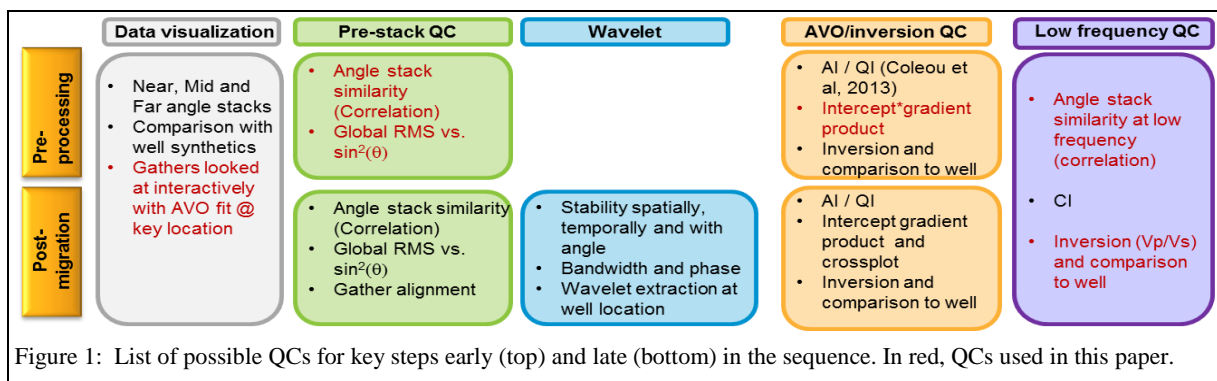 Data visualization
Pre-stack QC
Wavelet
AVO/inversion QC
Low frequency QC
Pre-
processing
Post-
migration
• Near, Mid and
Far angle stacks
• Comparison with
well synthetics
• Gathers looked
at interactively
with AVO fit @
key location
• Angle stack
similarity
(Correlation)
• Global RMS vs.
sin²(θ)
• Angle stack similarity
(Correlation)
• Global RMS vs.
sin²(θ)
• Gather alignment
• Stability spatially,
temporally and with
angle
• Bandwidth and phase
• Wavelet extraction at
well location
• AI / QI (Coleou et
al, 2013)
• Intercept*gradient
product
• Inversion and
comparison to well
• AI / QI
• Intercept gradient
product and
crossplot
• Inversion and
comparison to well
• Angle stack
similarity at low
frequency
(correlation)
• CI
• Inversion (Vp/Vs)
and comparison
to well
Figure 1: List of possible QCs for key steps early (top) and late (bottom) in the sequence. In red, QCs used in this paper.